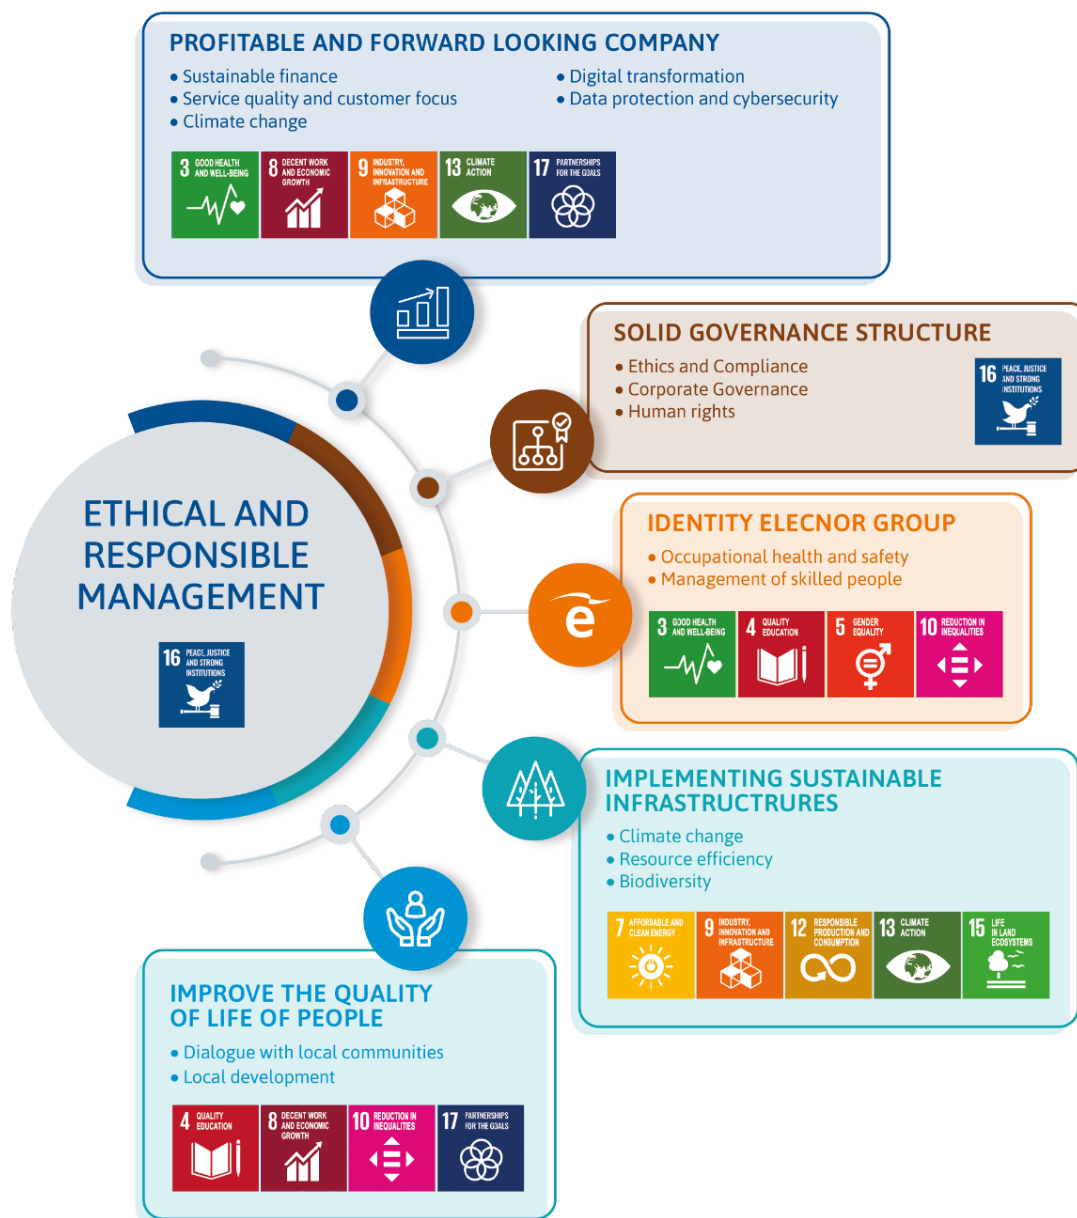 PROFITABLE AND FORWARD LOOKING COMPANY
● Sustainable finance
● Service quality and customer focus
● Climate change
● Digital transformation
● Data protection and cybersecurity
3 GOOD HEALTH
AND WELL-BEING
8 DECENT WORK
AND ECONOMIC
GROWTH
9 INDUSTRY,
INNOVATION AND
INFRASTRUCTURE
13 CLIMATE
ACTION
17 PARTNERSHIPS
FOR THE GOALS
SOLID GOVERNANCE STRUCTURE
● Ethics and Compliance
● Corporate Governance
● Human rights
16 PEACE, JUSTICE
AND STRONG
INSTITUTIONS
ETHICAL AND
RESPONSIBLE
MANAGEMENT
16 PEACE, JUSTICE
AND STRONG
INSTITUTIONS
e
IDENTITY ELECNOR GROUP
● Occupational health and safety
● Management of skilled people
3 GOOD HEALTH
AND WELL-BEING
4 QUALITY
EDUCATION
5 GENDER
EQUALITY
10 REDUCTION IN
INEQUALITIES
IMPLEMENTING SUSTAINABLE
INFRASTRUCTRURES
● Climate change
● Resource efficiency
● Biodiversity
7 AFFORDABLE AND
CLEAN ENERGY
9 INDUSTRY,
INNOVATION AND
INFRASTRUCTURE
12 RESPONSIBLE
PRODUCTION AND
CONSUMPTION
13 CLIMATE
ACTION
15 LIFE
IN LAND
ECOSYSTEMS
IMPROVE THE QUALITY
OF LIFE OF PEOPLE
● Dialogue with local communities
● Local development
4 QUALITY
EDUCATION
8 DECENT WORK
AND ECONOMIC
GROWTH
10 REDUCTION IN
INEQUALITIES
17 PARTNERSHIPS
FOR THE GOALS